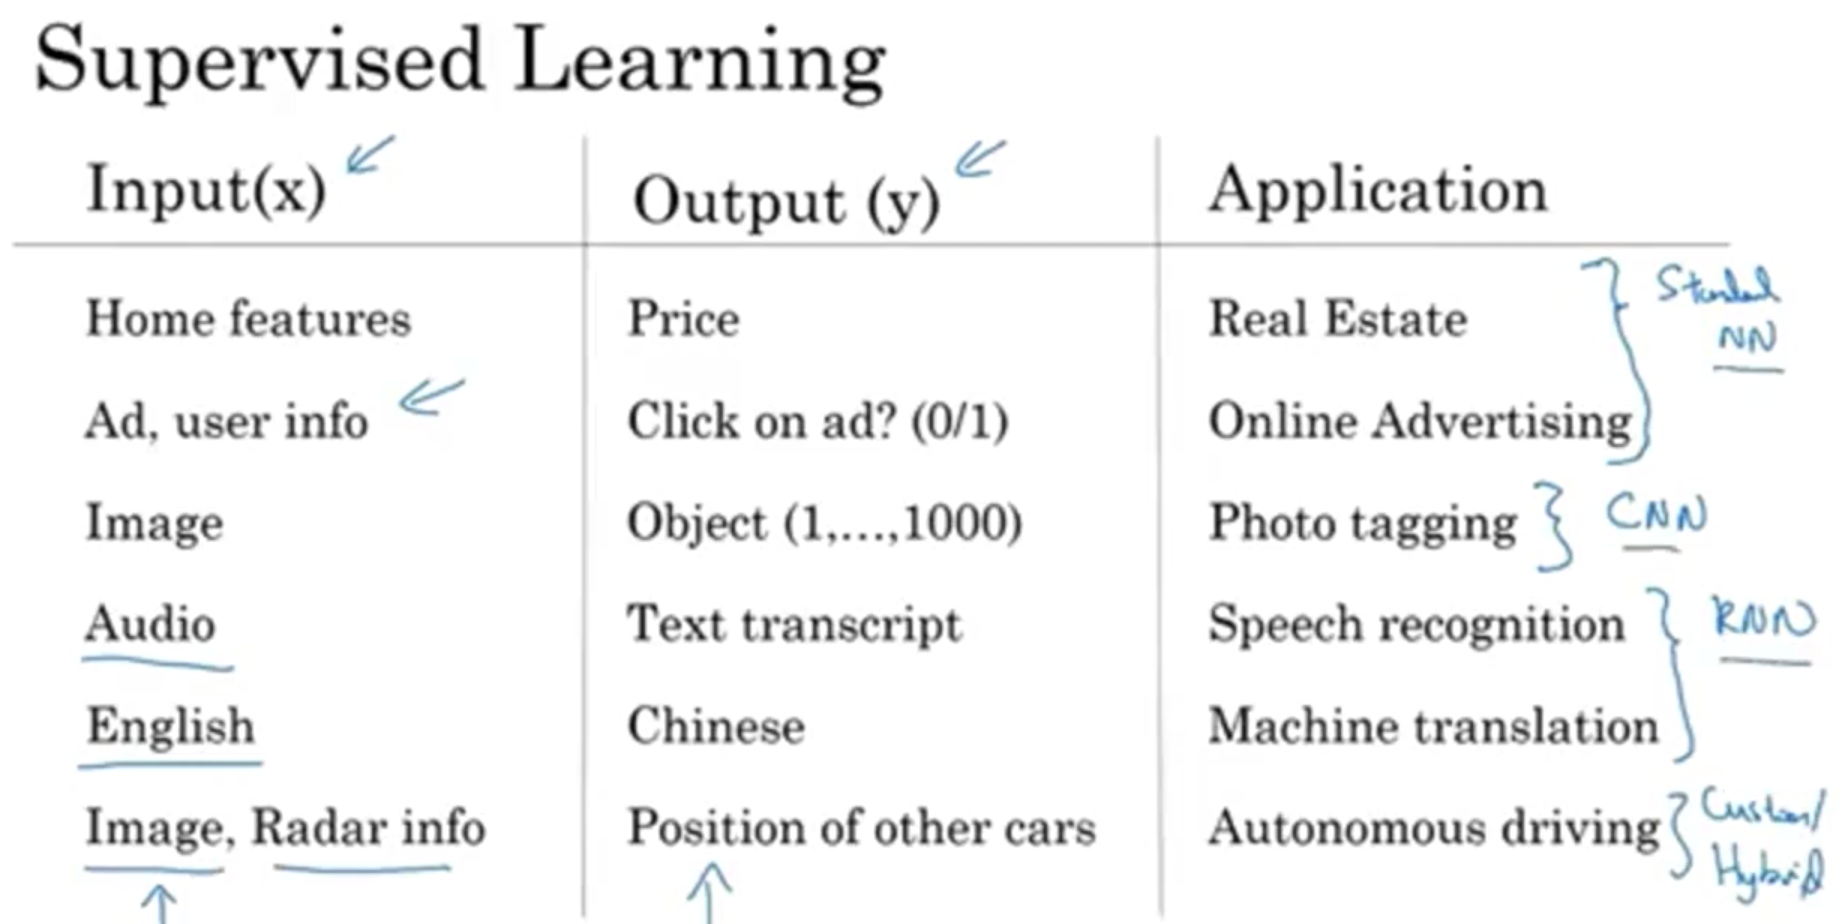 Supervised Learning
Input(x) Output (y) Application
Home features Price Real Estate
Standard
NN
Ad, user info Click on ad? (0/1) Online Advertising
Image Object (1,...,1000) Photo tagging CNN
Audio Text transcript Speech recognition RNN
English Chinese Machine translation
Image, Radar info Position of other cars Autonomous driving Custom/
Hybrid